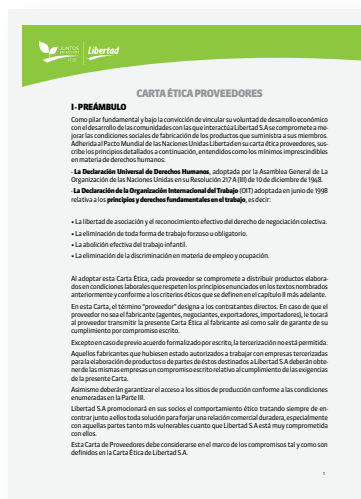 JUNTOS
Libertad
CARTA ÉTICA PROVEEDORES
I - PREÁMBULO
Como pilar fundamental y bajo la convicción de vincular su voluntad de desarrollo económico
con el desarrollo de las comunidades con las que interactúa Libertad S.A se compromete a me-
jorar las condiciones sociales de fabricación de los productos que suministra a sus miembros.
Adherida al Pacto Mundial de las Naciones Unidas Libertad en su carta ética proveedores, sus-
cribe los principios detallados a continuación, entendidos como los mínimos imprescindibles
en materia de derechos humanos:
- La Declaración Universal de Derechos Humanos, adoptada por la Asamblea General de La
Organización de las Naciones Unidas en su Resolución 217 A (III) de 10 de diciembre de 1948.
- La Declaración de la Organización Internacional del Trabajo (OIT) adoptada en junio de 1998
relativa a los principios y derechos fundamentales en el trabajo, es decir:
• La libertad de asociación y el reconocimiento efectivo del derecho de negociación colectiva.
• La eliminación de toda forma de trabajo forzoso u obligatorio.
• La abolición efectiva del trabajo infantil.
• La eliminación de la discriminación en materia de empleo y ocupación.
Al adoptar esta Carta Ética, cada proveedor se compromete a distribuir productos elabora-
dos en condiciones laborales que respeten los principios enunciados en los textos nombrados
anteriormente y conforme a los criterios éticos que se definen en el capítulo II más adelante.
En esta Carta, el término "proveedor" designa a los contratantes directos. En caso de que el
proveedor no sea el fabricante (agentes, negociantes, exportadores, importadores), le tocará
al proveedor transmitir la presente Carta Ética al fabricante así como salir de garante de su
cumplimiento por compromiso escrito.
Excepto en caso de previo acuerdo formalizado por escrito, la tercerización no está permitida.
Aquellos fabricantes que hubiesen estado autorizados a trabajar con empresas tercerizadas
para la elaboración de productos o de partes de éstos destinados a Libertad S.A deberán obte-
ner de las mismas empresas un compromiso escrito relativo al cumplimiento de las exigencias
de la presente Carta.
Asimismo deberán garantizar el acceso a los sitios de producción conforme a las condiciones
enumeradas en la Parte III.
Libertad S.A promocionará en sus socios el comportamiento ético tratando siempre de en-
contrar junto a ellos toda solución para forjar una relación comercial duradera, especialmente
con aquellas partes tanto más vulnerables cuanto que Libertad S.A está muy comprometida
con ellos.
Esta Carta de Proveedores debe considerarse en el marco de los compromisos tal y como son
definidos en la Carta Ética de Libertad S.A.